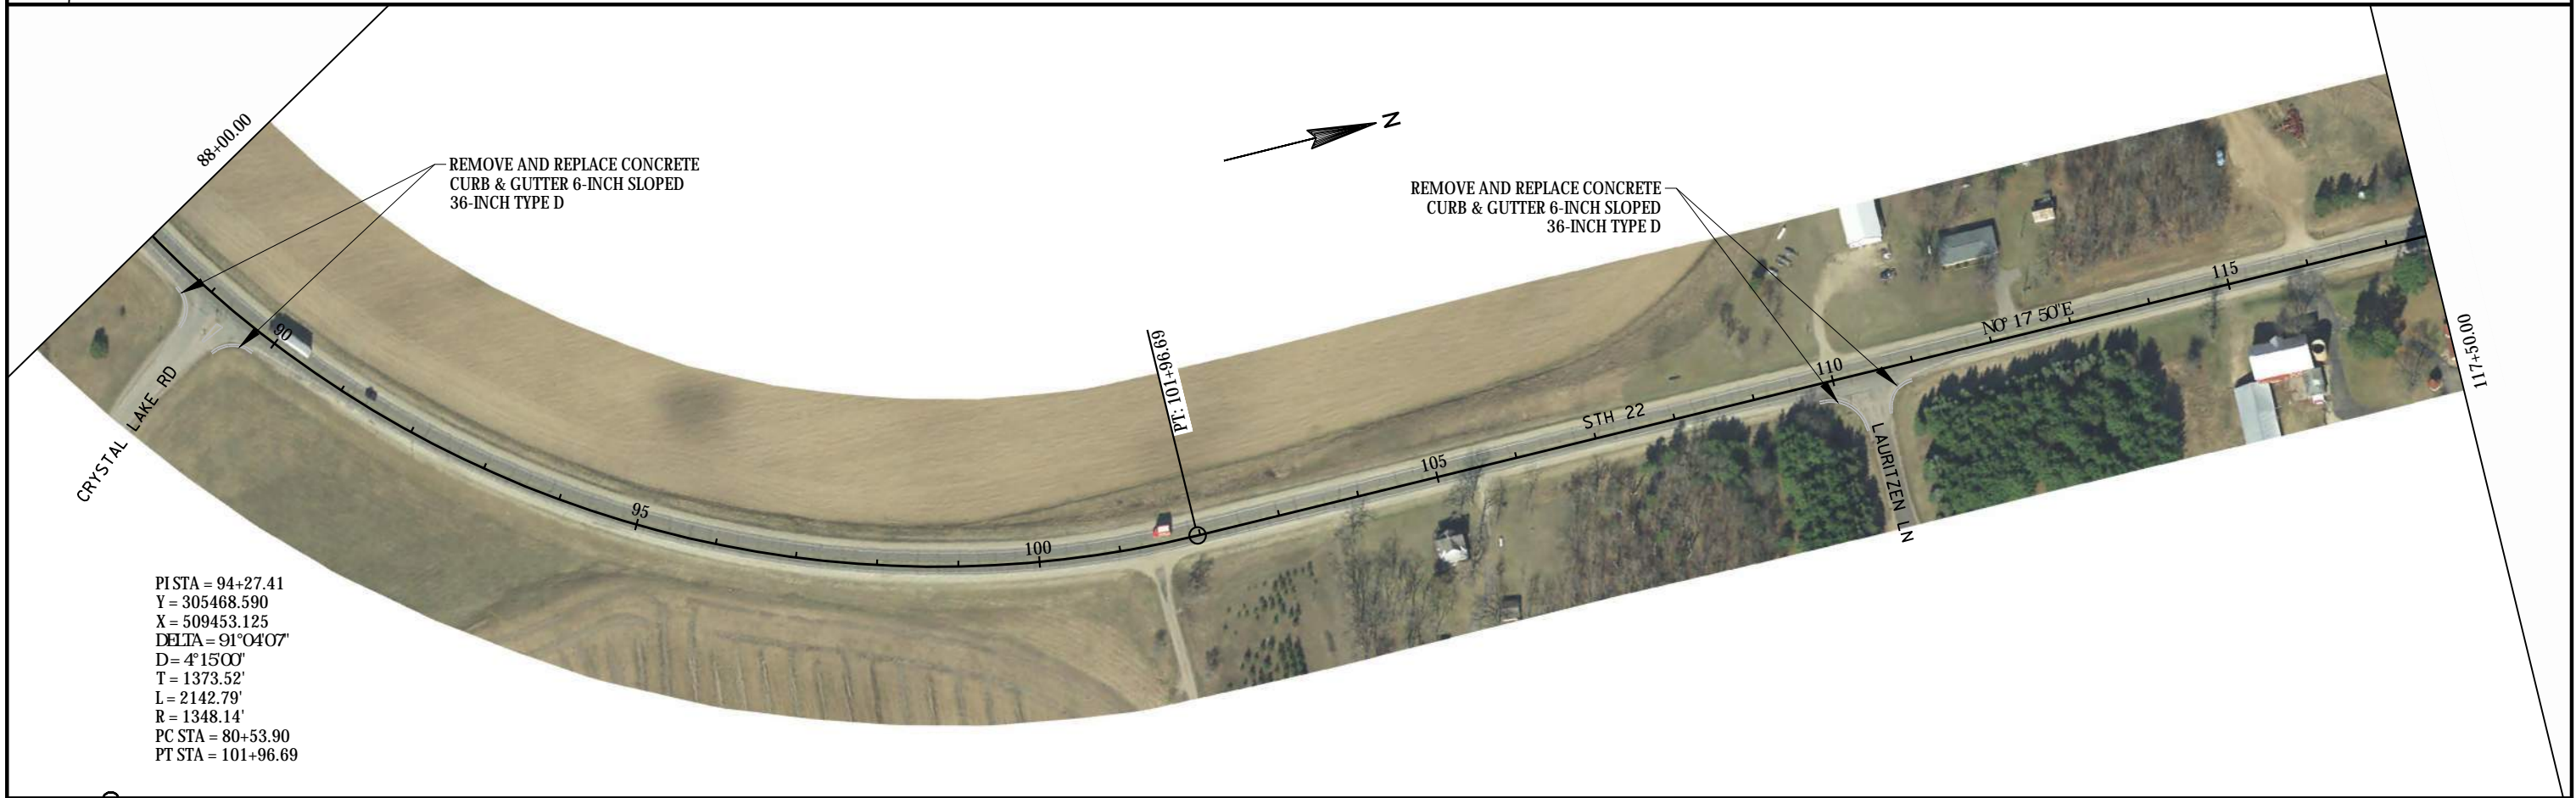 88+00.00
REMOVE AND REPLACE CONCRETE
CURB & GUTTER 6-INCH SLOPED
36-INCH TYPE D
N
REMOVE AND REPLACE CONCRETE
CURB & GUTTER 6-INCH SLOPED
36-INCH TYPE D
90
CRYSTAL LAKE RD
95
100
PT: 101+96.69
105
STH 22
110
LAURITZEN LN
N0° 17' 50"E
115
117+50.00
PI STA = 94+27.41
Y = 305468.590
X = 509453.125
DELTA = 91°04'07"
D = 4°15'00"
T = 1373.52'
L = 2142.79'
R = 1348.14'
PC STA = 80+53.90
PT STA = 101+96.69